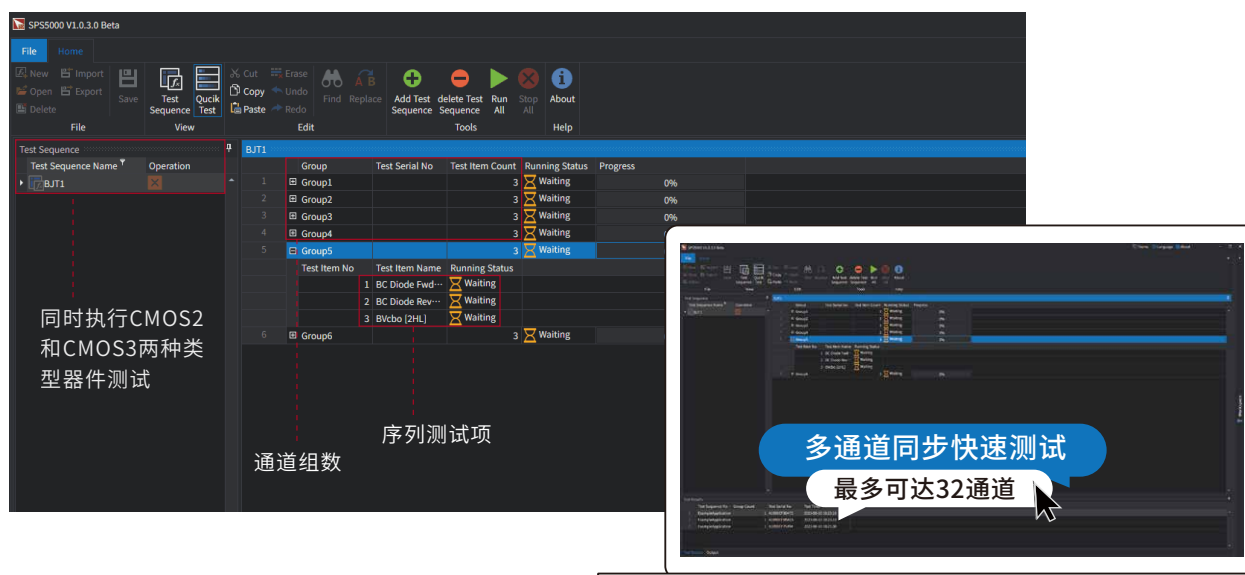 SPS5000 V1.0.3.0 Beta
File Home
New Import
Open Export
Delete
Save
Test Sequence
Qucik Test
Cut Erase
Copy Undo
Paste Redo
Find Replace
Add Test Sequence
delete Test Sequence
Run All
Stop All
About
File View Edit Tools Help
Test Sequence
Test Sequence Name Operation
BJT1
BJT1
Group Test Serial No Test Item Count Running Status Progress
1 Group1 3 Waiting 0%
2 Group2 3 Waiting 0%
3 Group3 3 Waiting 0%
4 Group4 3 Waiting
5 Group5 3 Waiting
Test Item No Test Item Name Running Status
1 BC Diode Fwd··· Waiting
2 BC Diode Rev··· Waiting
3 BVcbo [2HL] Waiting
6 Group6 3 Waiting
同时执行CMOS2
和CMOS3两种类
型器件测试
通道组数
序列测试项
多通道同步快速测试
最多可达32通道